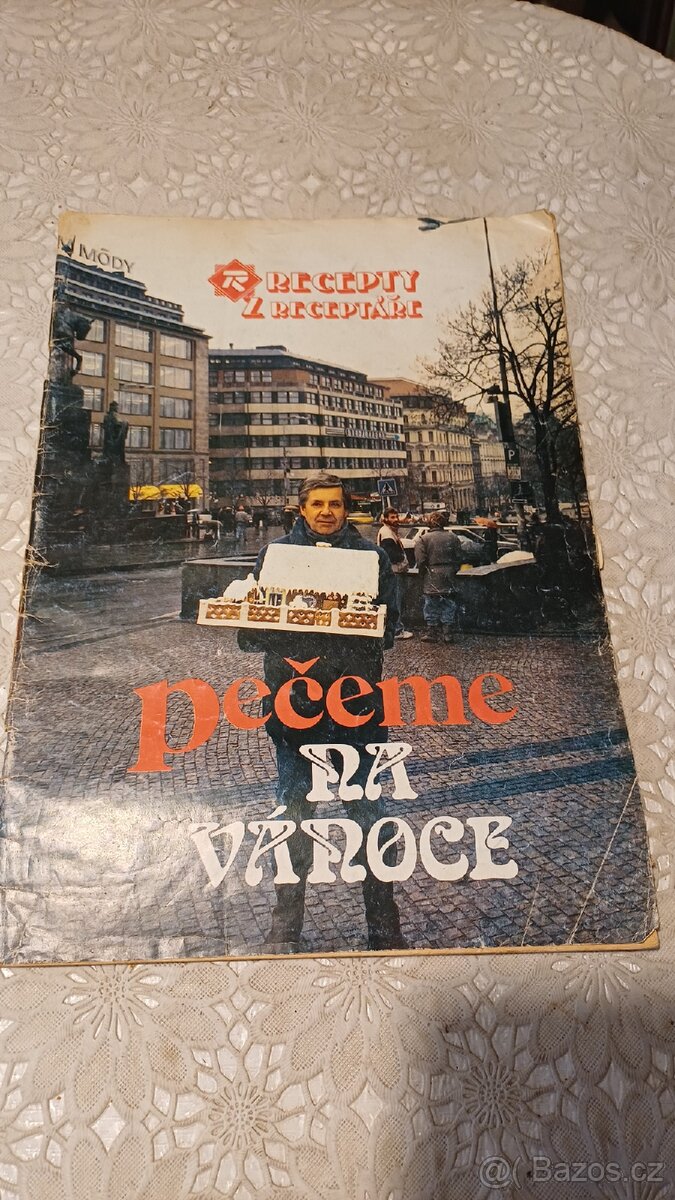 MÓDY
RECEPTY
Z RECEPTÁŘE
P
pečeme
NA
VÁNOCE
@ Bazos.cz